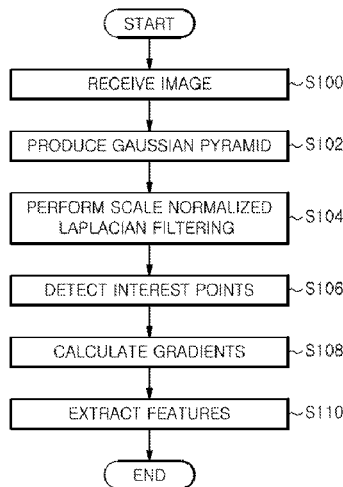 START
RECEIVE IMAGE ~S100
PRODUCE GAUSSIAN PYRAMID ~S102
PERFORM SCALE NORMALIZED
LAPLACIAN FILTERING ~S104
DETECT INTEREST POINTS ~S106
CALCULATE GRADIENTS ~S108
EXTRACT FEATURES ~S110
END